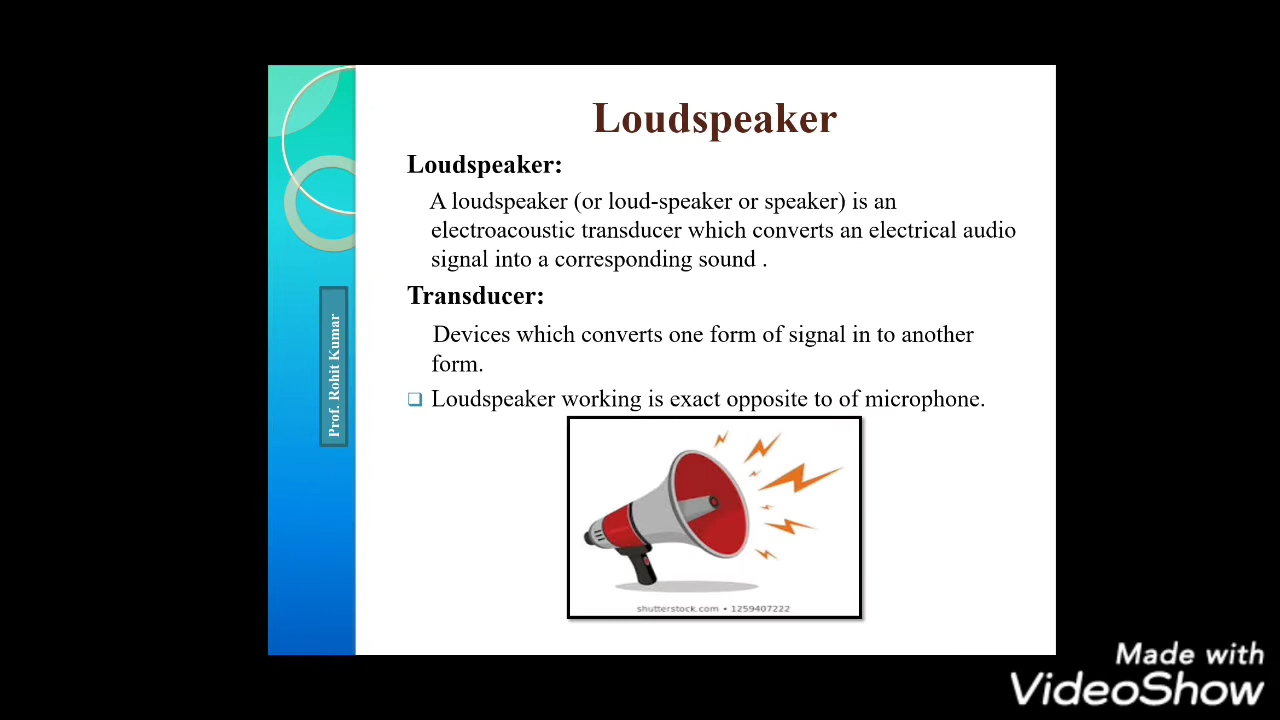 Loudspeaker
Loudspeaker:
A loudspeaker (or loud-speaker or speaker) is an
electroacoustic transducer which converts an electrical audio
signal into a corresponding sound .
Transducer:
Devices which converts one form of signal in to another
form.
Loudspeaker working is exact opposite to of microphone.
Prof. Rohit Kumar
shutterstock.com • 1259407222
Made with
VideoShow